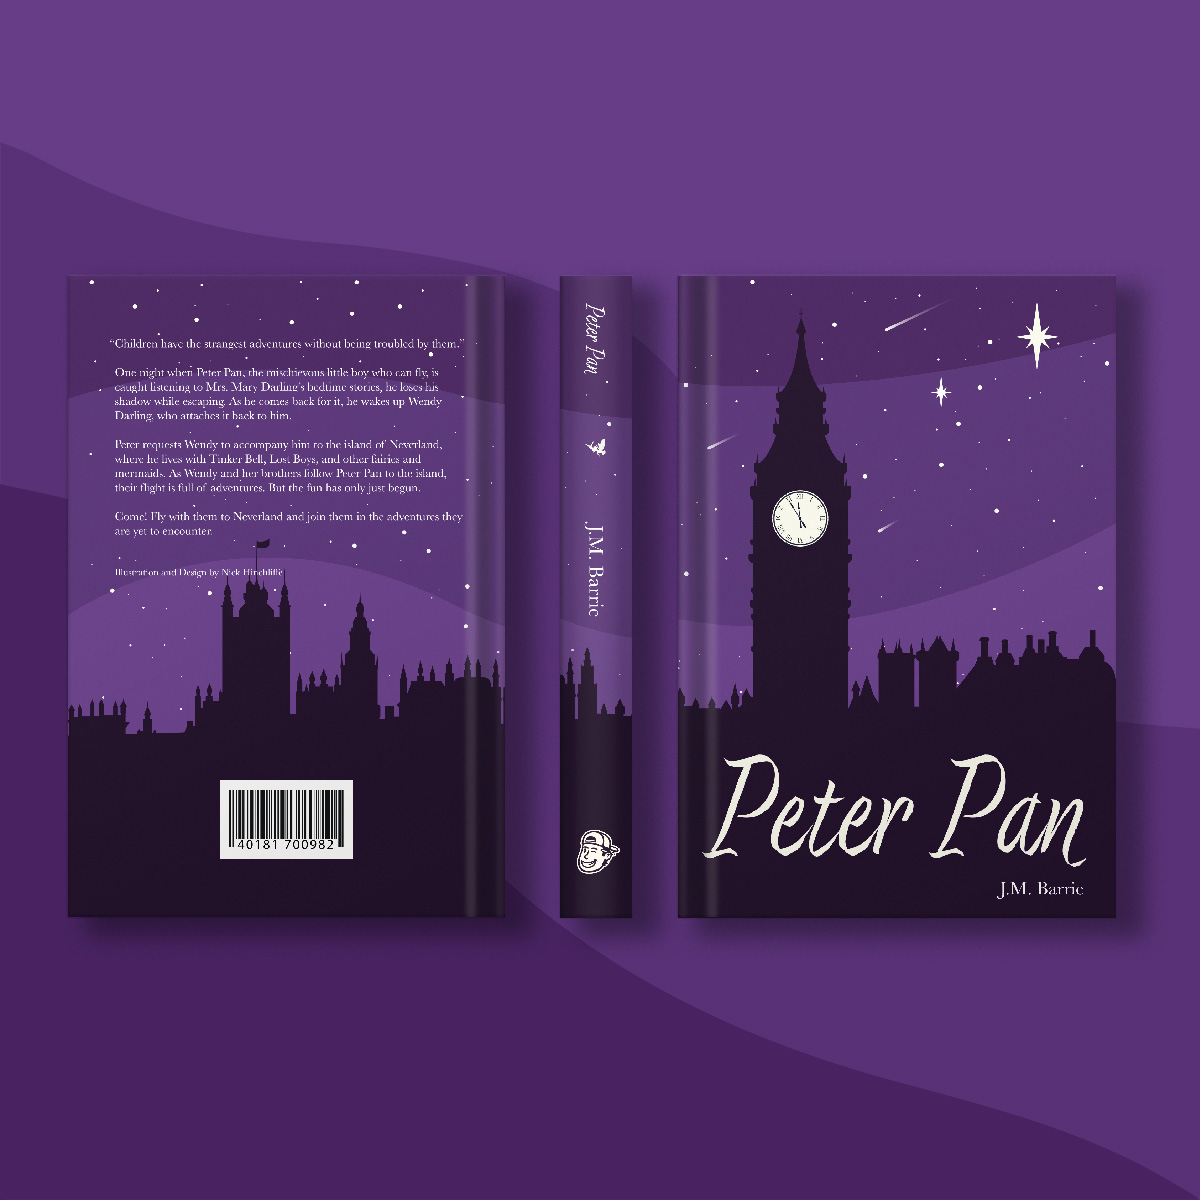 “Children have the strangest adventures without being troubled by them.”
One night when Peter Pan, the mischievous little boy who can fly, is
caught listening to Mrs. Mary Darling's bedtime stories, he loses his
shadow while escaping. As he comes back for it, he wakes up Wendy
Darling, who attaches it back to him.
Peter requests Wendy to accompany him to the island of Neverland,
where he lives with Tinker Bell, Lost Boys, and other fairies and
mermaids. As Wendy and her brothers follow Peter Pan to the island,
their flight is full of adventures. But the fun has only just begun.
Come! Fly with them to Neverland and join them in the adventures they
are yet to encounter.
Illustration and Design by Nick Hinchliffe
40181 700982
Peter Pan
J.M. Barrie
Peter Pan
J.M. Barrie